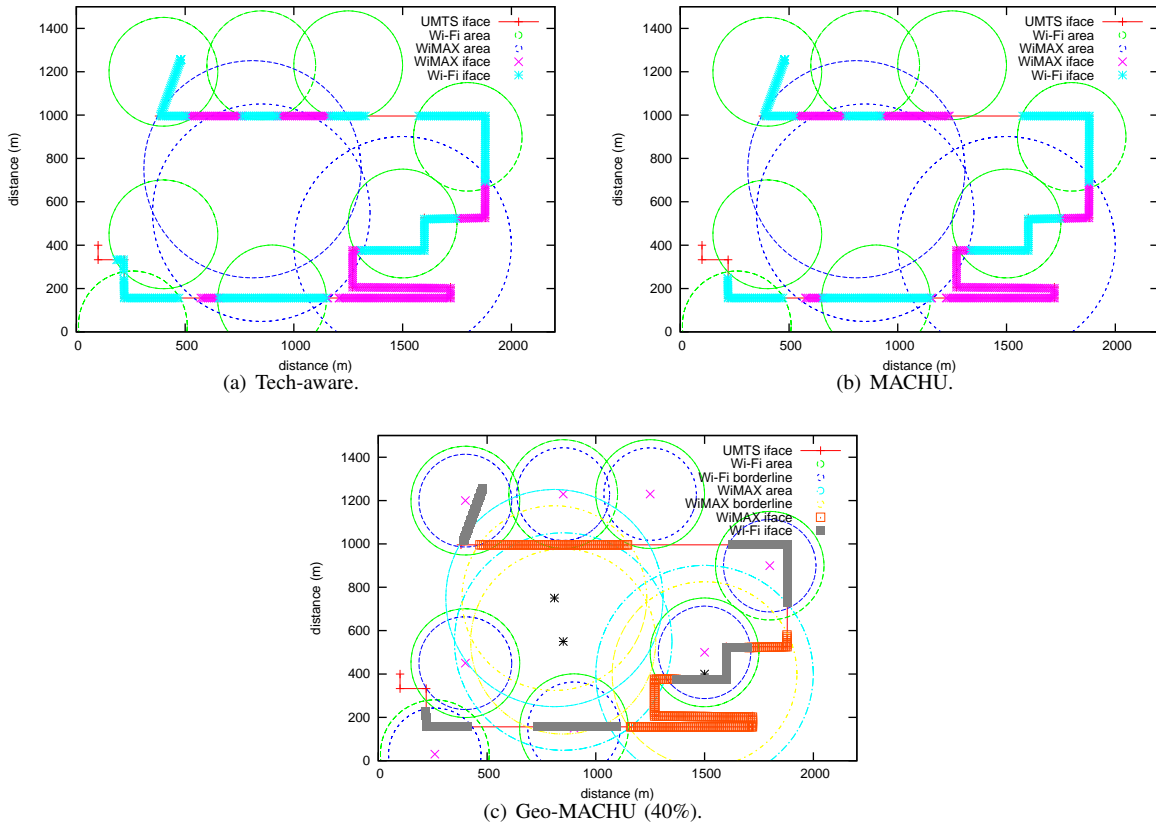 1400
1200
1000
800
600
400
200
0
distance (m)
0 500 1000 1500 2000
distance (m)
UMTS iface
Wi-Fi area
WiMAX area
WiMAX iface
Wi-Fi iface
(a) Tech-aware.
1400
1200
1000
800
600
400
200
0
distance (m)
0 500 1000 1500 2000
distance (m)
UMTS iface
Wi-Fi area
WiMAX area
WiMAX iface
Wi-Fi iface
(b) MACHU.
1400
1200
1000
800
600
400
200
0
distance (m)
0 500 1000 1500 2000
distance (m)
UMTS iface
Wi-Fi area
Wi-Fi borderline
WiMAX area
WiMAX borderline
WiMAX iface
Wi-Fi iface
(c) Geo-MACHU (40%).